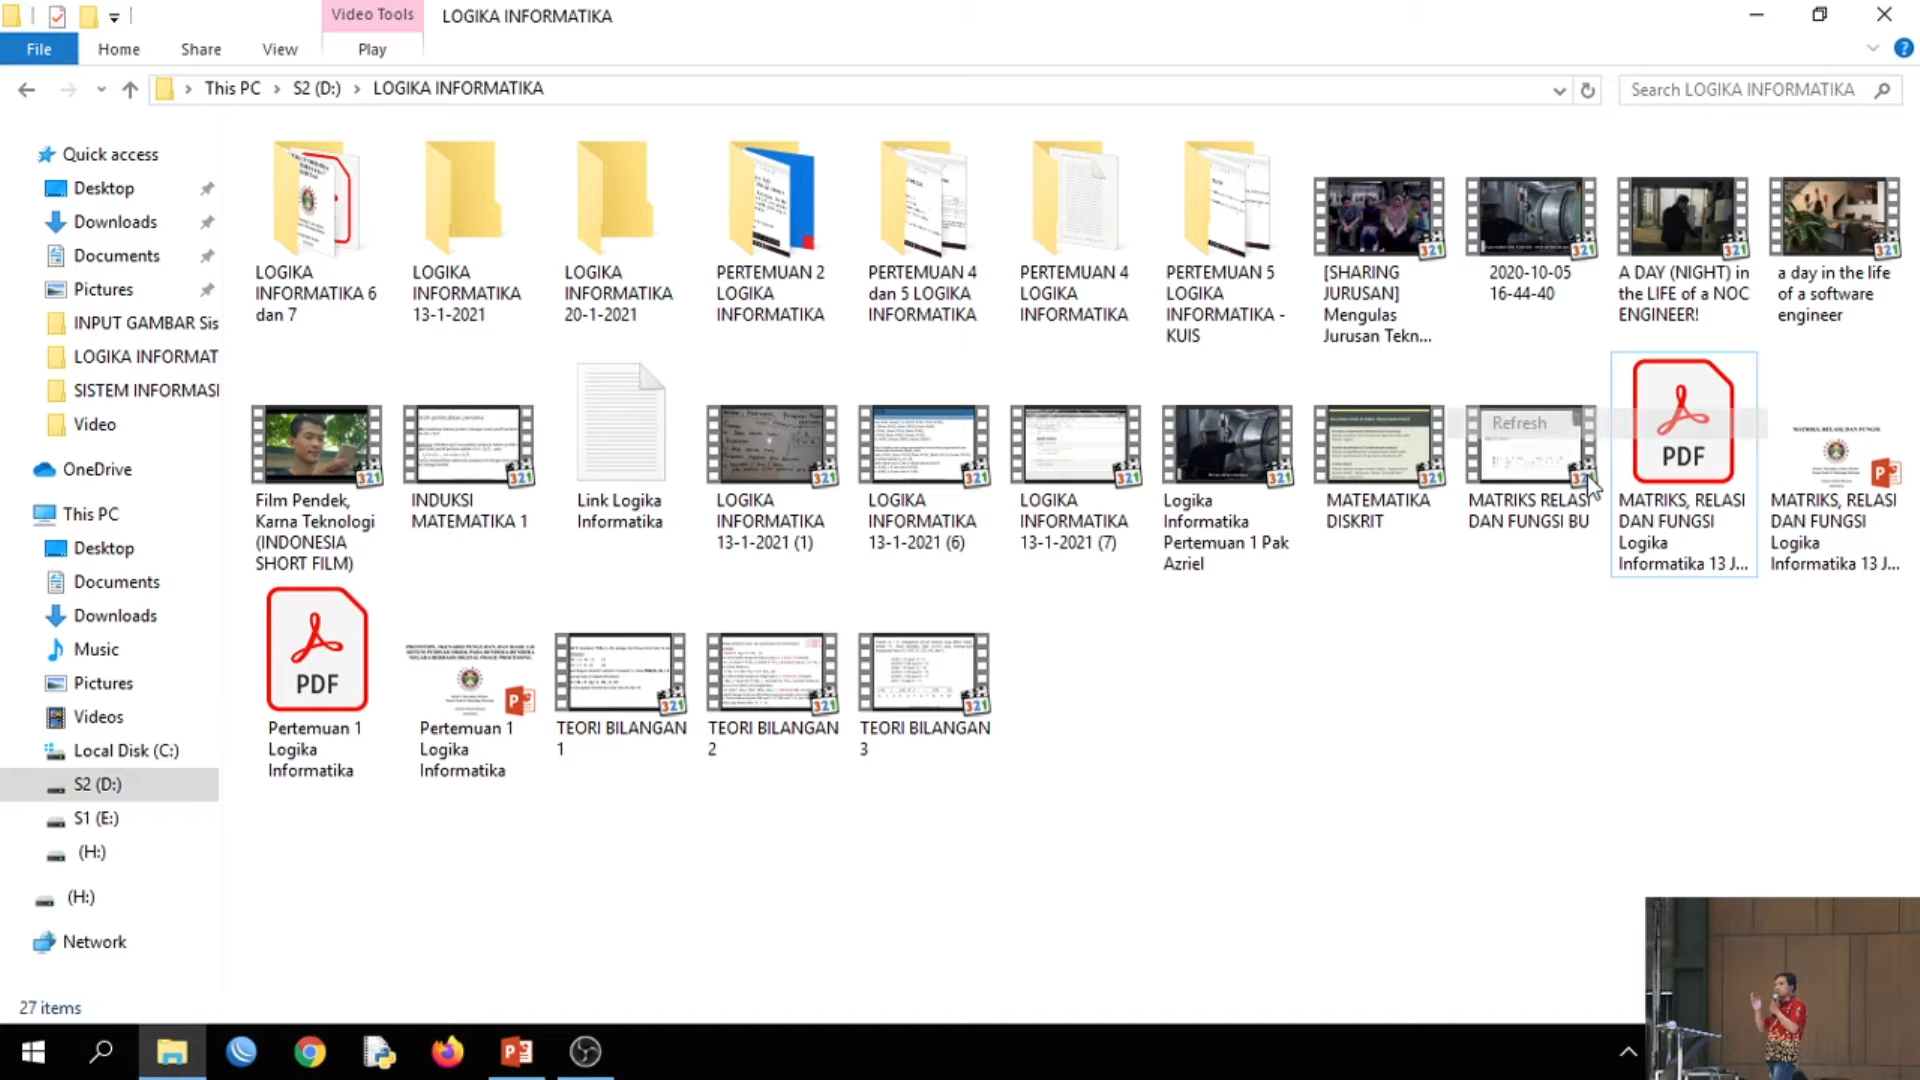 Video Tools
LOGIKA INFORMATIKA
File
Home
Share
View
Play
This PC
S2 (D:)
LOGIKA INFORMATIKA
Search LOGIKA INFORMATIKA
Quick access
Desktop
Downloads
Documents
Pictures
INPUT GAMBAR Sis
LOGIKA INFORMAT
SISTEM INFORMASI
Video
OneDrive
This PC
Desktop
Documents
Downloads
Music
Pictures
Videos
Local Disk (C:)
S2 (D:)
S1 (E:)
(H:)
(H:)
Network
LOGIKA
INFORMATIKA 6
dan 7
LOGIKA
INFORMATIKA
13-1-2021
LOGIKA
INFORMATIKA
20-1-2021
PERTEMUAN 2
LOGIKA
INFORMATIKA
PERTEMUAN 4
dan 5 LOGIKA
INFORMATIKA
PERTEMUAN 4
LOGIKA
INFORMATIKA
PERTEMUAN 5
LOGIKA
INFORMATIKA -
KUIS
[SHARING
JURUSAN]
Mengulas
Jurusan Tekn...
2020-10-05
16-44-40
A DAY (NIGHT) in
the LIFE of a NOC
ENGINEER!
a day in the life
of a software
engineer
Film Pendek,
Karna Teknologi
(INDONESIA
SHORT FILM)
INDUKSI
MATEMATIKA 1
Link Logika
Informatika
LOGIKA
INFORMATIKA
13-1-2021 (1)
LOGIKA
INFORMATIKA
13-1-2021 (6)
LOGIKA
INFORMATIKA
13-1-2021 (7)
Logika
Informatika
Pertemuan 1 Pak
Azriel
MATEMATIKA
DISKRIT
Refresh
MATRIKS RELASI
DAN FUNGSI BU
PDF
MATRIKS, RELASI
DAN FUNGSI
Logika
Informatika 13 J...
MATRIKS, RELASI DAN FUNGSI
MATRIKS, RELASI
DAN FUNGSI
Logika
Informatika 13 J...
PDF
Pertemuan 1
Logika
Informatika
Pertemuan 1
Logika
Informatika
TEORI BILANGAN
1
TEORI BILANGAN
2
TEORI BILANGAN
3
27 items